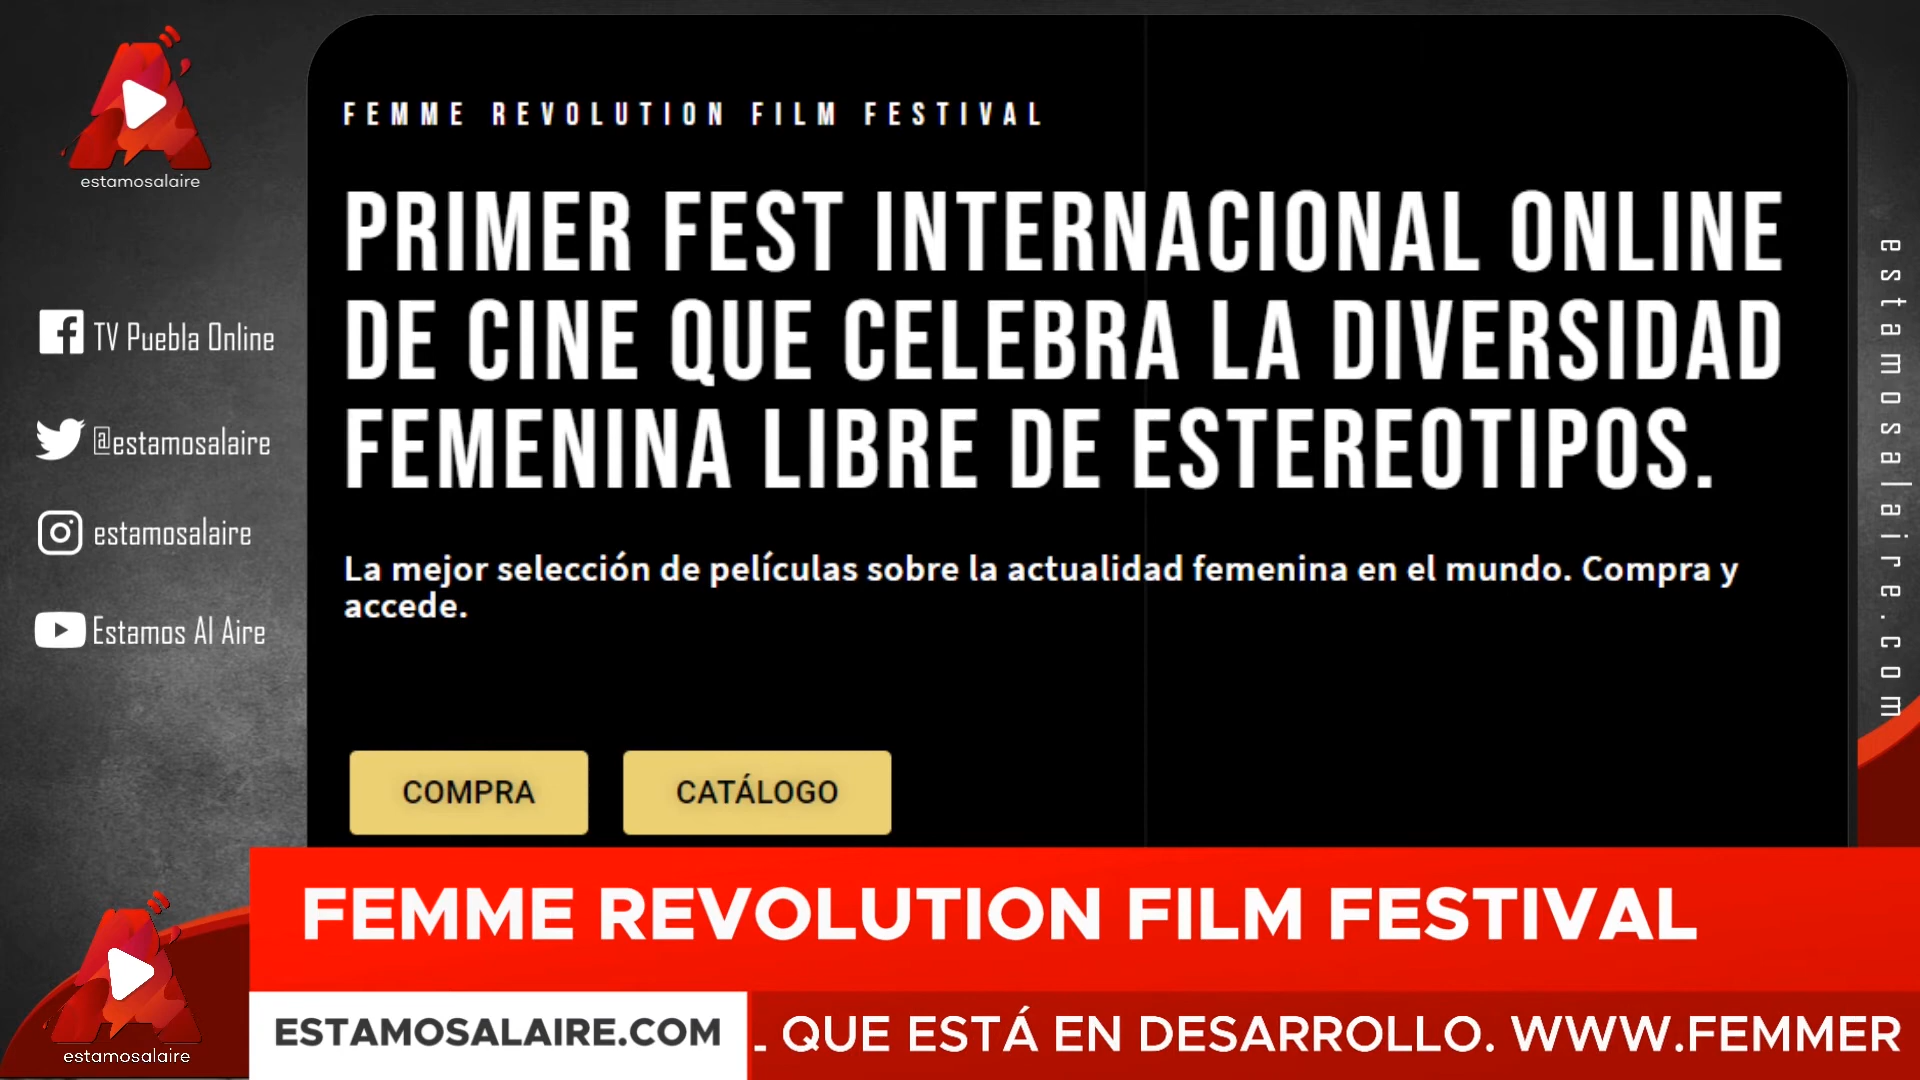 estamosalaire
TV Puebla Online
@estamosalaire
estamosalaire
Estamos Al Aire
FEMME REVOLUTION FILM FESTIVAL
PRIMER FEST INTERNACIONAL ONLINE
DE CINE QUE CELEBRA LA DIVERSIDAD
FEMENINA LIBRE DE ESTEREOTIPOS.
La mejor selección de películas sobre la actualidad femenina en el mundo. Compra y
accede.
COMPRA
CATÁLOGO
estamosalaire.com
FEMME REVOLUTION FILM FESTIVAL
estamosalaire
ESTAMOSALAIRE.COM
QUE ESTÁ EN DESARROLLO. WWW.FEMMER